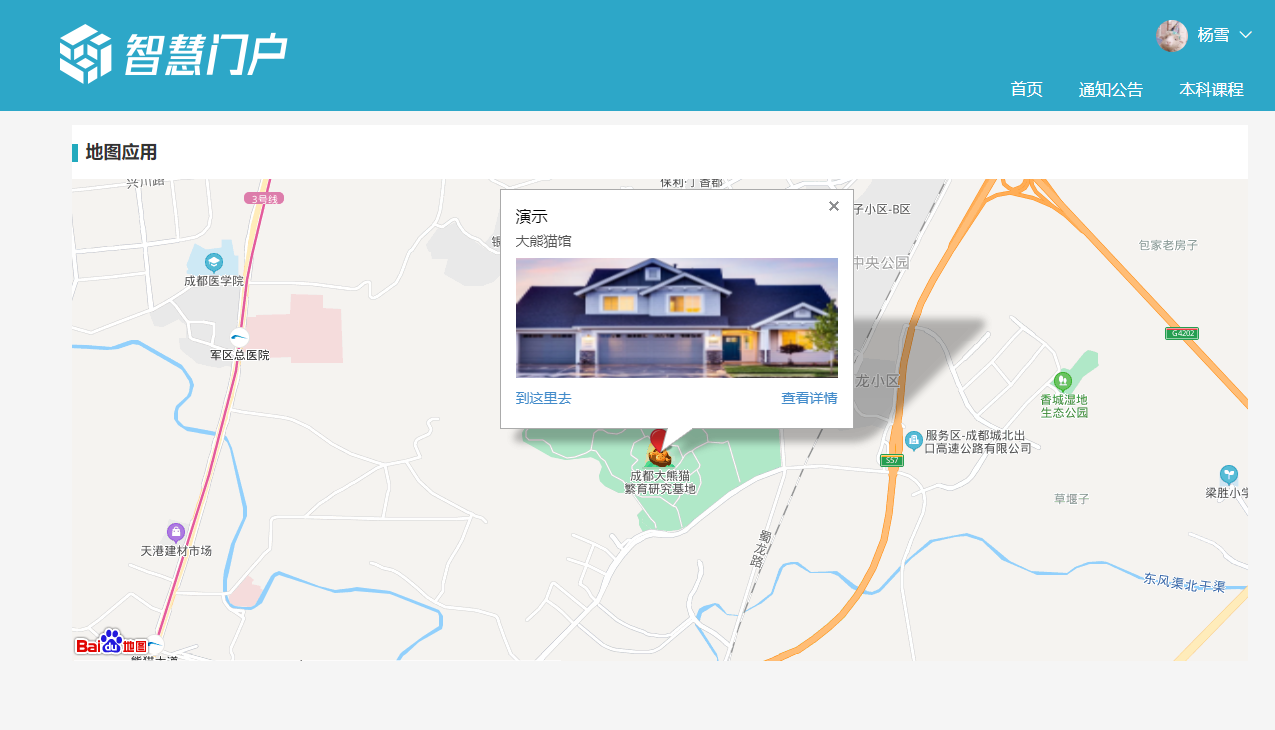 智慧门户
杨雪
首页
通知公告
本科课程
地图应用
兴川路
3号线
保利·丁香郡
演示
大熊猫馆
到这里去
查看详情
子小区-B区
中央公园
包家老房子
成都医学院
军区总医院
G4202
龙小区
香城湿地
生态公园
服务区-成都城北出
口高速公路有限公司
S57
成都大熊猫
繁育研究基地
梁胜小学
草堰子
天港建材市场
蜀龙路
东风渠北干渠
Bai du 地图
熊猫大道